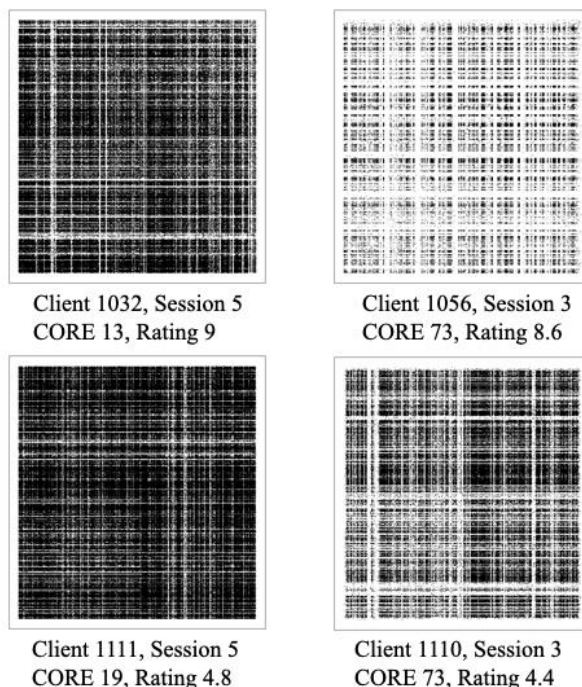 Client 1032, Session 5
CORE 13, Rating 9
Client 1056, Session 3
CORE 73, Rating 8.6
Client 1111, Session 5
CORE 19, Rating 4.8
Client 1110, Session 3
CORE 73, Rating 4.4